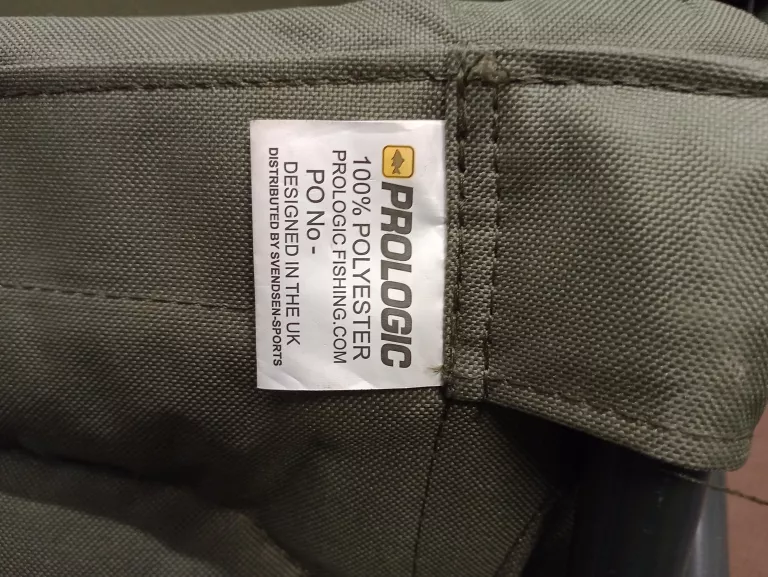 PROLOGIC
100% POLYESTER
PROLOGIC FISHING.COM
PO No -
DESIGNED IN THE UK
DISTRIBUTED BY SVENDSEN-SPORTS